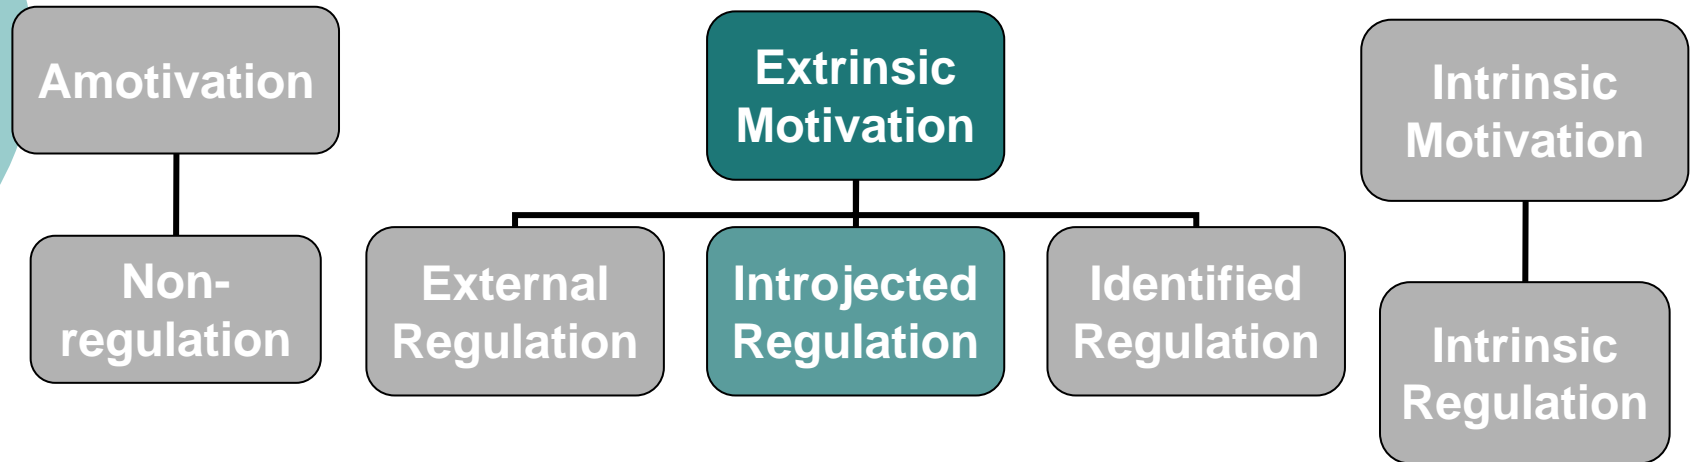 Amotivation
Extrinsic
Motivation
Intrinsic
Motivation
Non-
regulation
External
Regulation
Introjected
Regulation
Identified
Regulation
Intrinsic
Regulation